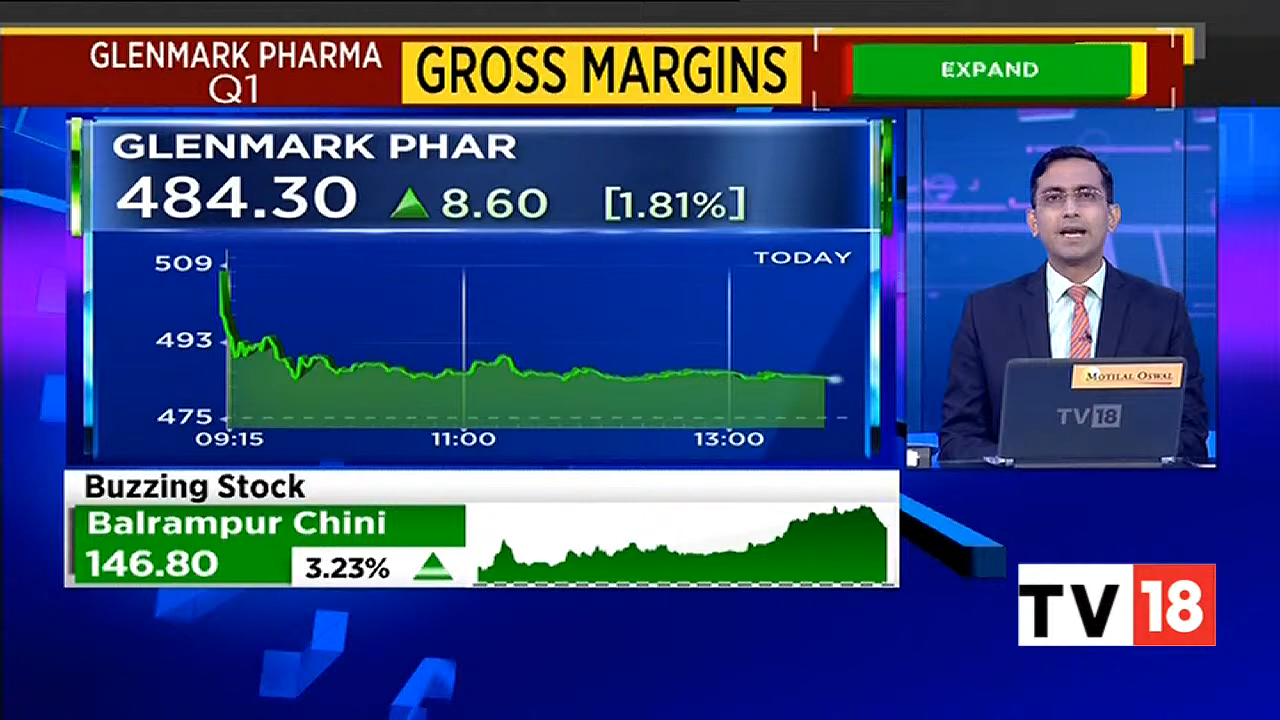 GLENMARK PHARMA
Q1
GROSS MARGINS
EXPAND
GLENMARK PHAR
484.30 ▲ 8.60 [1.81%]
TODAY
509
493
475
09:15 11:00 13:00
MOTILAL OSWAL
TV18
Buzzing Stock
Balrampur Chini
146.80 3.23%
TV18